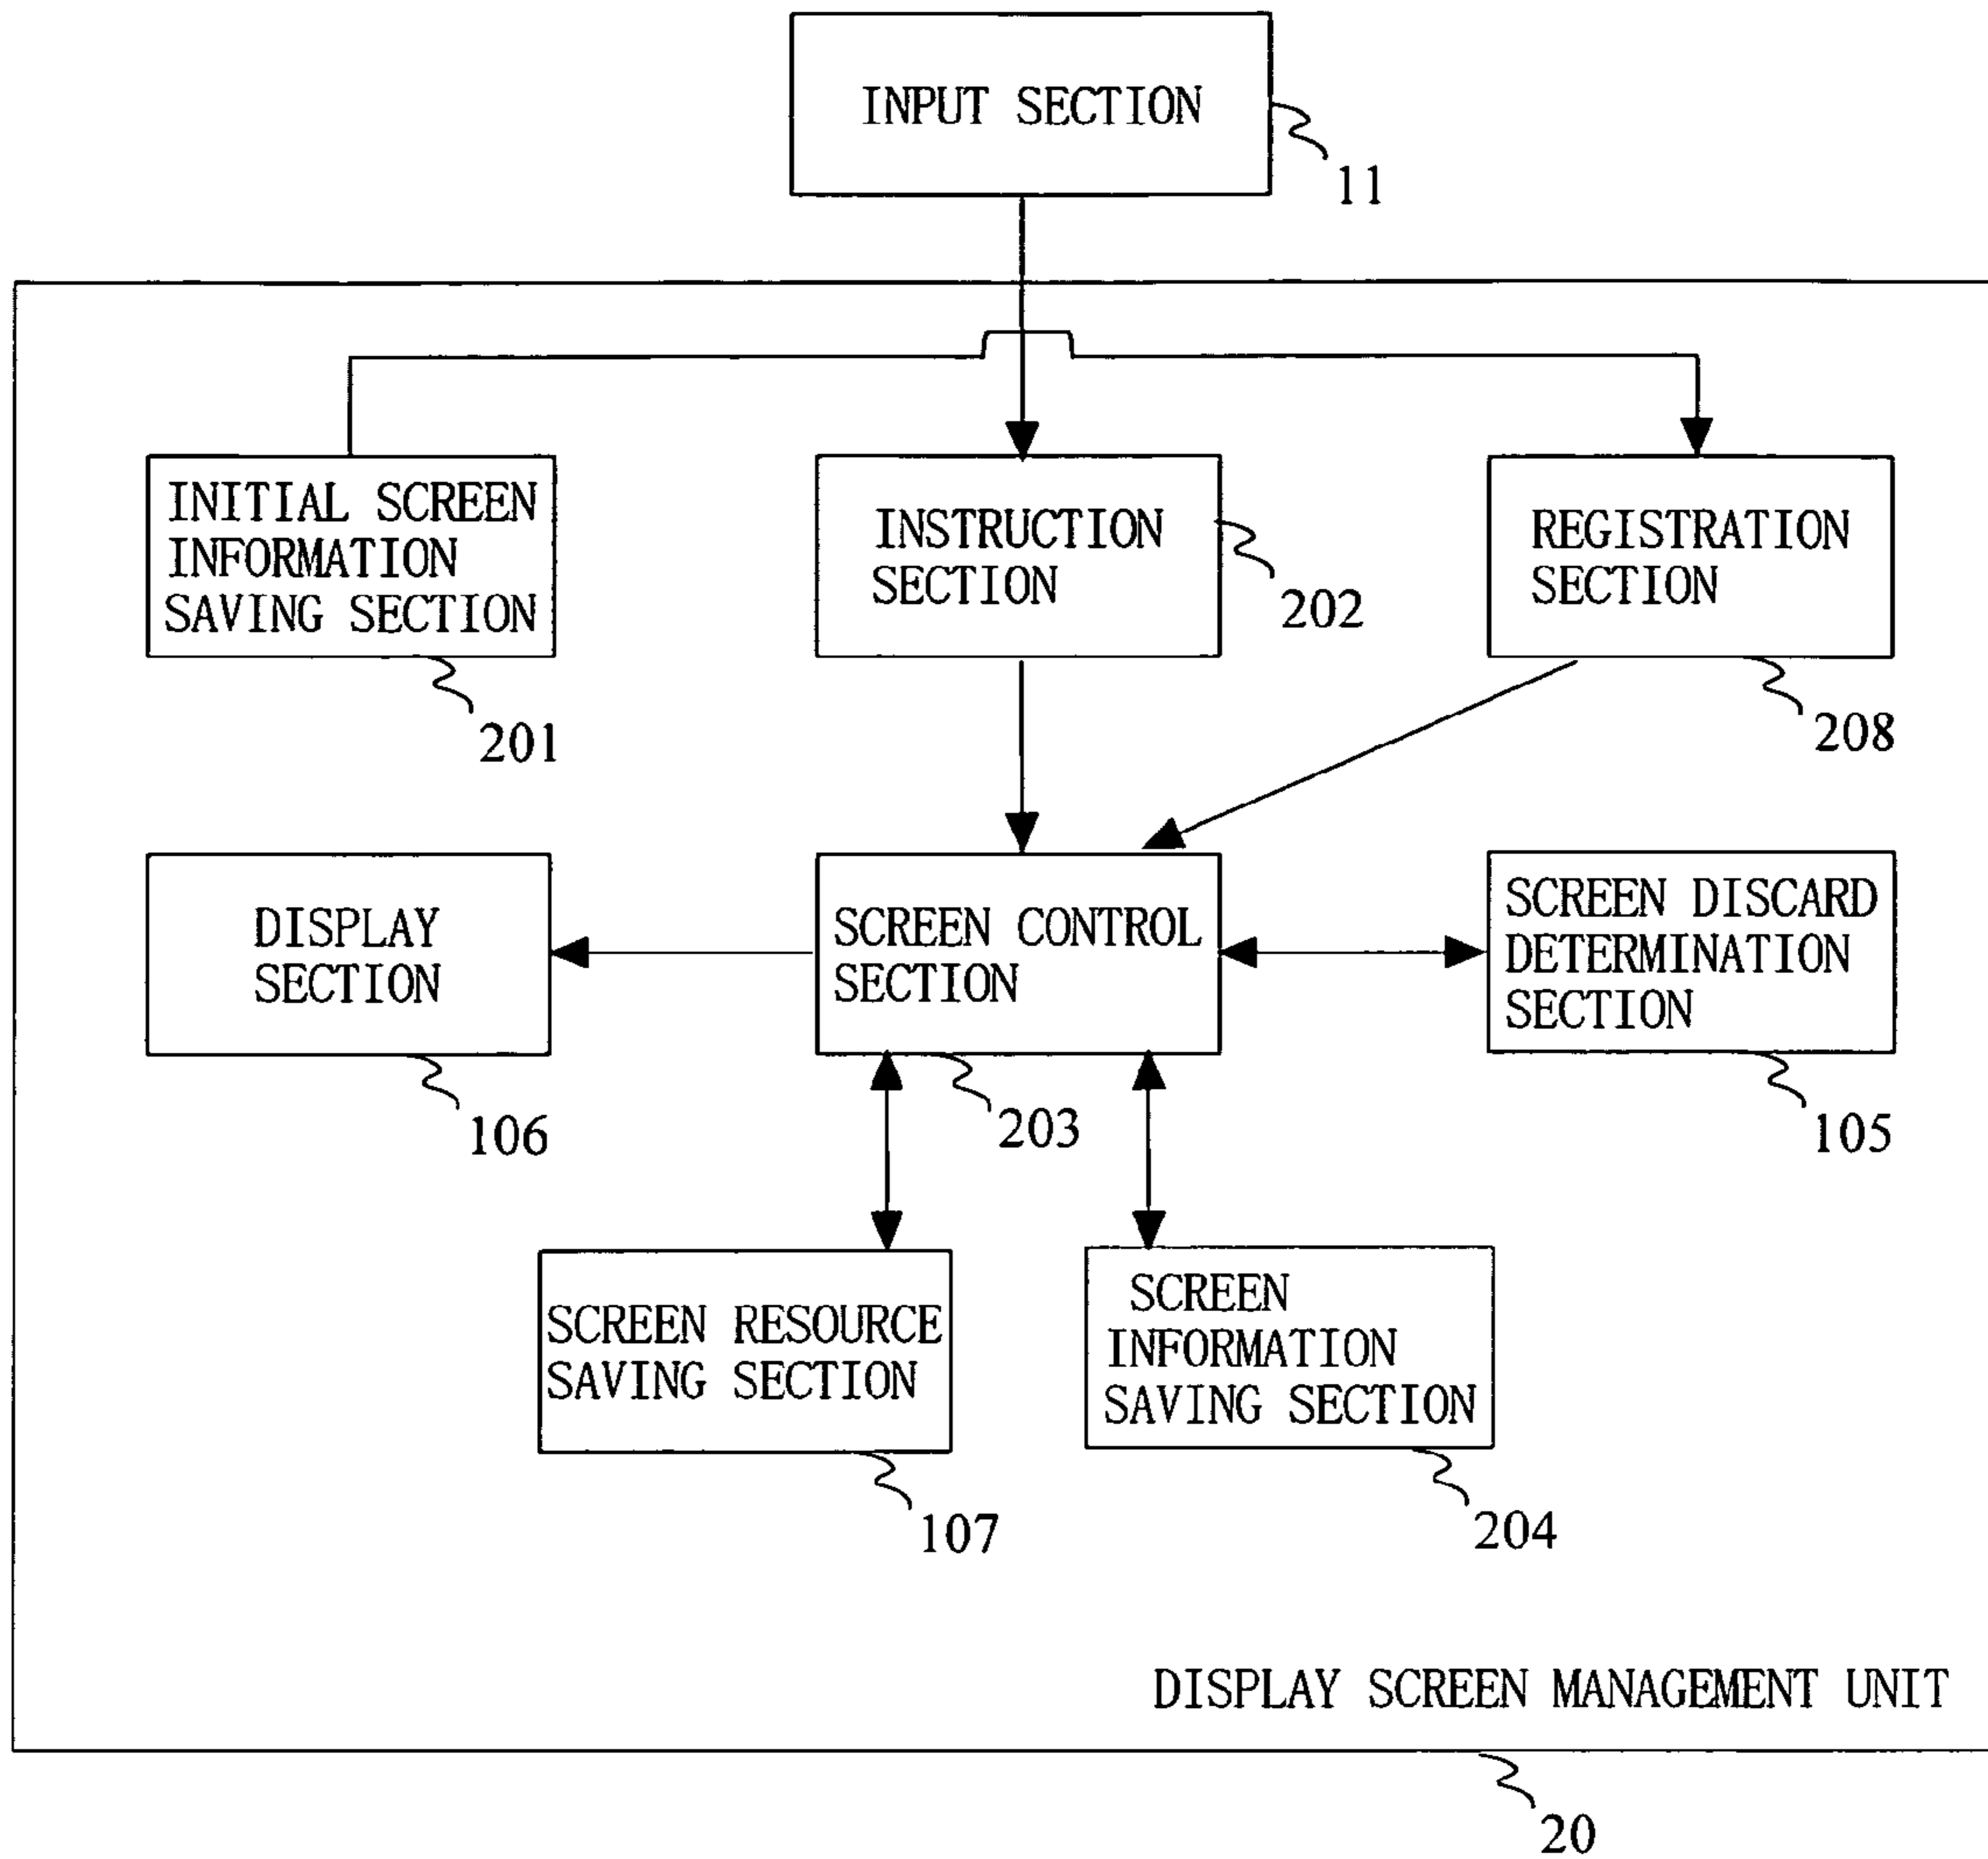 INPUT SECTION
11
INITIAL SCREEN
INFORMATION
SAVING SECTION
201
INSTRUCTION
SECTION
202
REGISTRATION
SECTION
208
DISPLAY
SECTION
106
SCREEN CONTROL
SECTION
203
SCREEN DISCARD
DETERMINATION
SECTION
105
SCREEN RESOURCE
SAVING SECTION
107
SCREEN
INFORMATION
SAVING SECTION
204
DISPLAY SCREEN MANAGEMENT UNIT
20